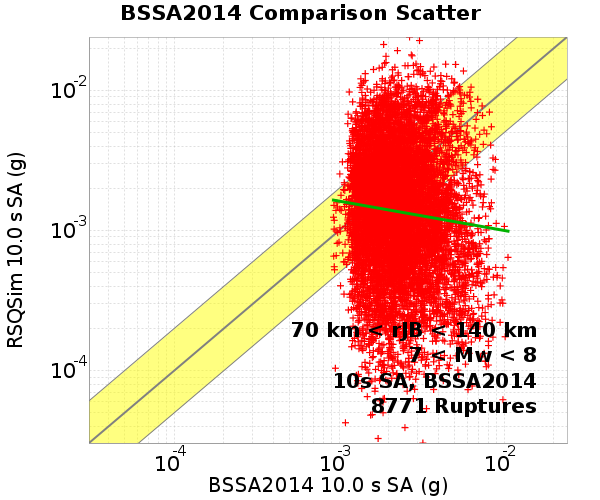 BSSA2014 Comparison Scatter
RSQSim 10.0 s SA (g)
10-2
10-3
10-4
70 km < rJB < 140 km
7 < Mw < 8
10s SA, BSSA2014
8771 Ruptures
10-4 10-3 10-2
BSSA2014 10.0 s SA (g)